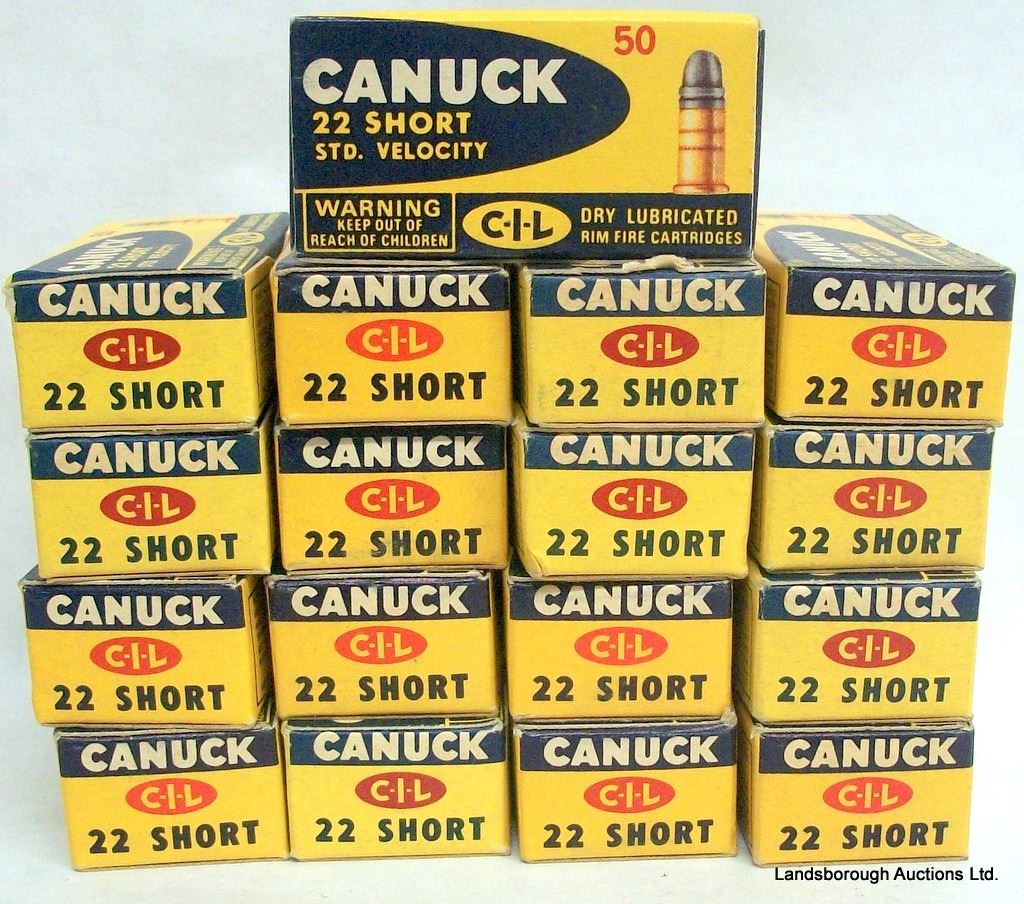 50
CANUCK
22 SHORT
STD. VELOCITY
WARNING
KEEP OUT OF
REACH OF CHILDREN
C-I-L
DRY LUBRICATED
RIM FIRE CARTRIDGES
CANUCK
C-I-L
CANUCK
CANUCK CANUCK CANUCK CANUCK
C-I-L C-I-L C-I-L C-I-L
22 SHORT 22 SHORT 22 SHORT 22 SHORT
CANUCK CANUCK CANUCK CANUCK
C-I-L C-I-L C-I-L C-I-L
22 SHORT 22 SHORT 22 SHORT 22 SHORT
CANUCK CANUCK CANUCK CANUCK
C-I-L C-I-L C-I-L C-I-L
22 SHORT 22 SHORT 22 SHORT 22 SHORT
CANUCK CANUCK CANUCK CANUCK
C-I-L C-I-L C-I-L C-I-L
22 SHORT 22 SHORT 22 SHORT 22 SHORT
Landsborough Auctions Ltd.